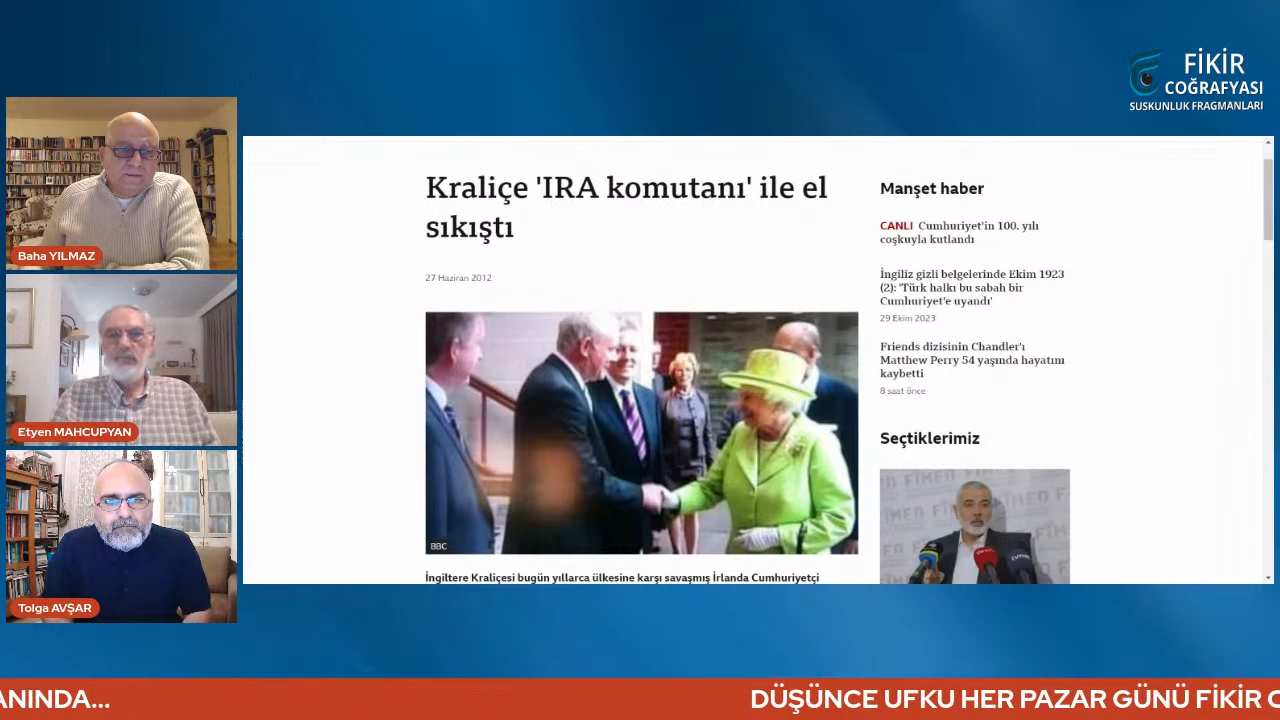 FİKİR
COĞRAFYASI
SUSKUNLUK FRAGMANLARI
Baha YILMAZ
Etyen MAHCUPYAN
Tolga AVŞAR
Kraliçe 'IRA komutanı' ile el
sıkıştı
27 Haziran 2012
BBC
İngiltere Kraliçesi bugün yıllarca ülkesine karşı savaşmış İrlanda Cumhuriyetçi
Manşet haber
CANLI Cumhuriyet'in 100. yılı
coşkuyla kutlandı
İngiliz gizli belgelerinde Ekim 1923
(2): 'Türk halkı bu sabah bir
Cumhuriyet'e uyandı'
29 Ekim 2023
Friends dizisinin Chandler'ı
Matthew Perry 54 yaşında hayatını
kaybetti
8 saat önce
Seçtiklerimiz
ANINDA... DÜŞÜNCE UFKU HER PAZAR GÜNÜ FİKİR C